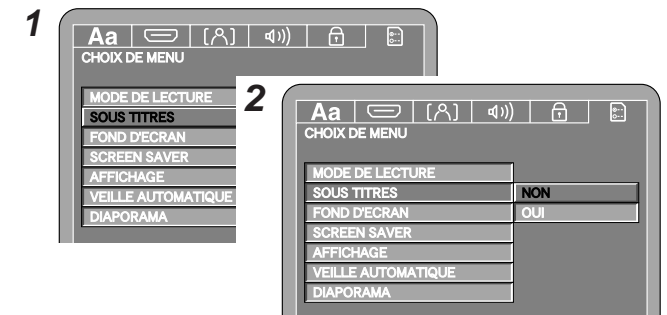 1
Aa
CHOIX DE MENU
MODE DE LECTURE
SOUS TITRES
FOND D'ECRAN
SCREEN SAVER
AFFICHAGE
VEILLE AUTOMATIQUE
DIAPORAMA
2
Aa
CHOIX DE MENU
MODE DE LECTURE
SOUS TITRES NON
FOND D'ECRAN OUI
SCREEN SAVER
AFFICHAGE
VEILLE AUTOMATIQUE
DIAPORAMA